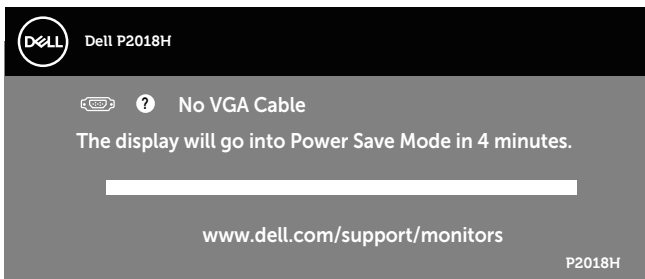 DELL
Dell P2018H
? No VGA Cable
The display will go into Power Save Mode in 4 minutes.
www.dell.com/support/monitors
P2018H